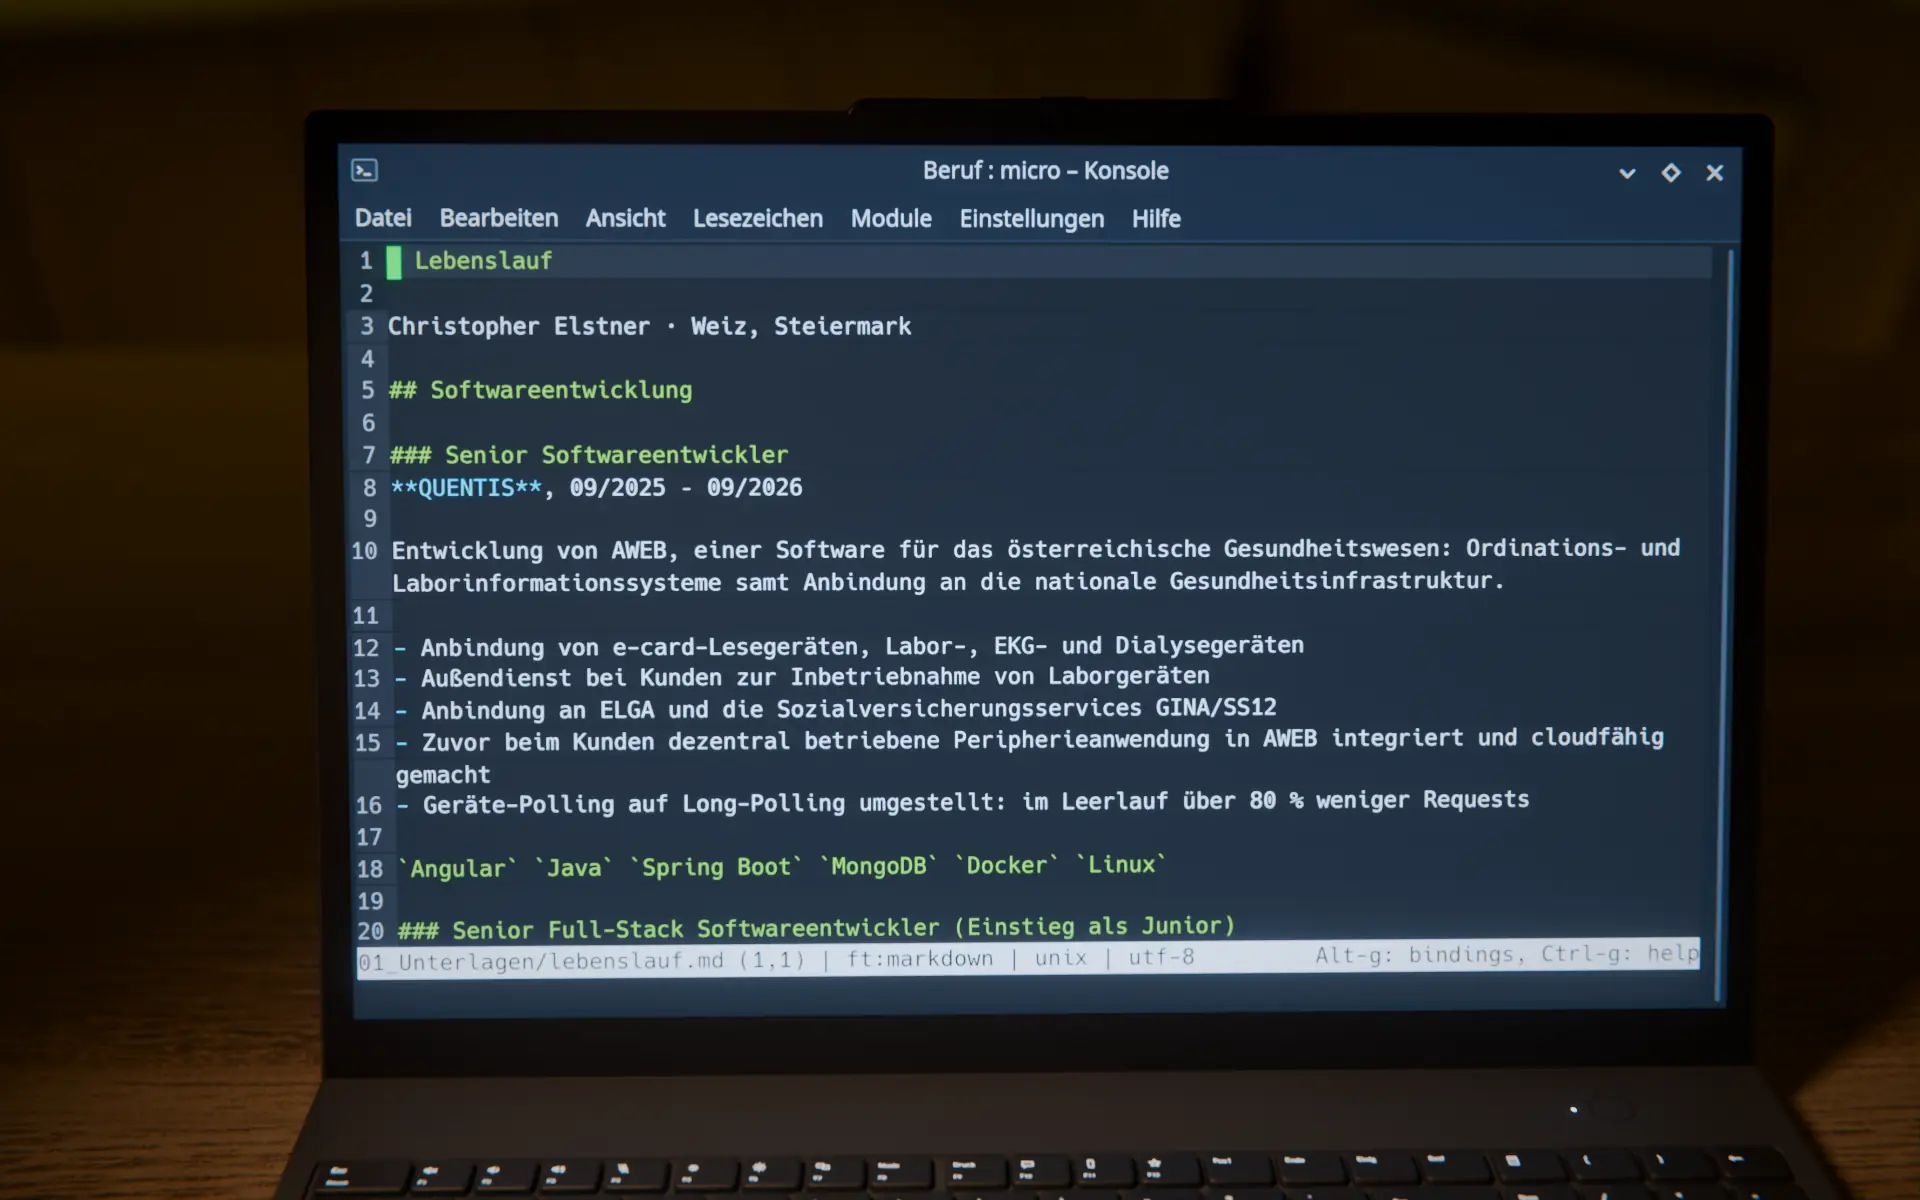 Beruf : micro – Konsole
Datei Bearbeiten Ansicht Lesezeichen Module Einstellungen Hilfe
1 Lebenslauf
2
3 Christopher Elstner · Weiz, Steiermark
4
5 ## Softwareentwicklung
6
7 ### Senior Softwareentwickler
8 **QUENTIS**, 09/2025 - 09/2026
9
10 Entwicklung von AWEB, einer Software für das österreichische Gesundheitswesen: Ordinations- und
Laborinformationssysteme samt Anbindung an die nationale Gesundheitsinfrastruktur.
11
12 - Anbindung von e-card-Lesegeräten, Labor-, EKG- und Dialysegeräten
13 - Außendienst bei Kunden zur Inbetriebnahme von Laborgeräten
14 - Anbindung an ELGA und die Sozialversicherungsservices GINA/SS12
15 - Zuvor beim Kunden dezentral betriebene Peripherieanwendung in AWEB integriert und cloudfähig
gemacht
16 - Geräte-Polling auf Long-Polling umgestellt: im Leerlauf über 80 % weniger Requests
17
18 `Angular` `Java` `Spring Boot` `MongoDB` `Docker` `Linux`
19
20 ### Senior Full-Stack Softwareentwickler (Einstieg als Junior)
01_Unterlagen/lebenslauf.md (1,1) | ft:markdown | unix | utf-8 Alt-g: bindings, Ctrl-g: help